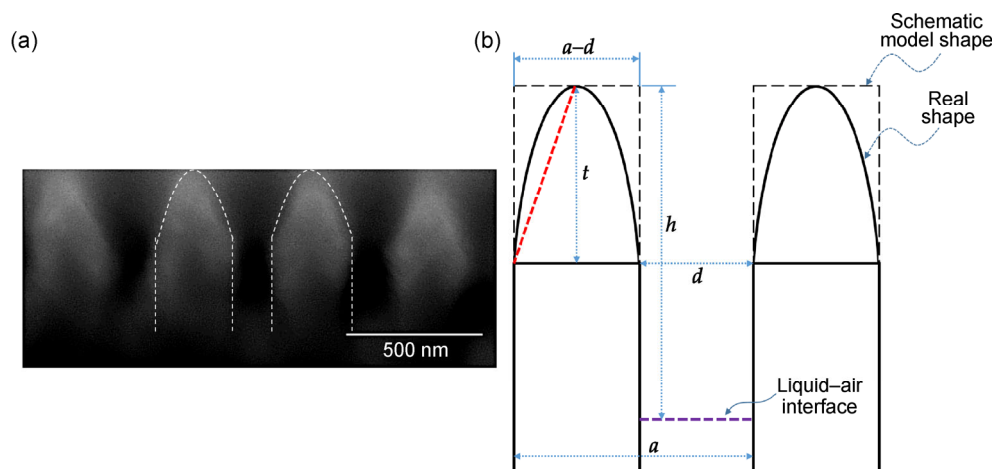 (a)
500 nm
(b)
a–d
Schematic
model shape
Real
shape
t
h
d
Liquid–air
interface
a